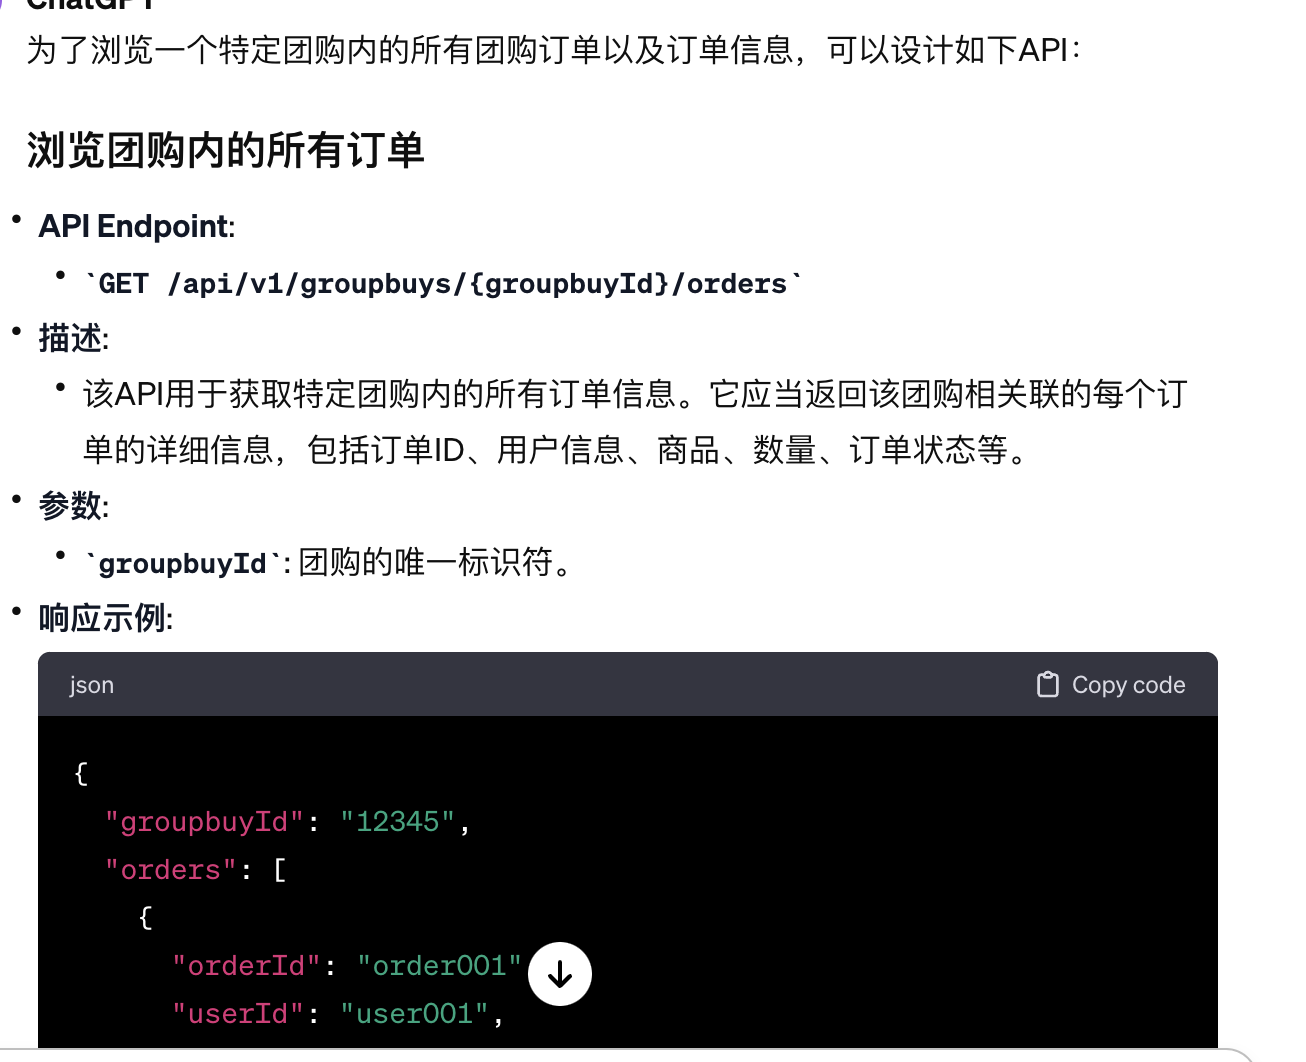 ChatGPT
为了浏览一个特定团购内的所有团购订单以及订单信息，可以设计如下API：
浏览团购内的所有订单
• API Endpoint:
• `GET /api/v1/groupbuys/{groupbuyId}/orders`
• 描述:
• 该API用于获取特定团购内的所有订单信息。它应当返回该团购相关联的每个订
单的详细信息，包括订单ID、用户信息、商品、数量、订单状态等。
• 参数:
• `groupbuyId`: 团购的唯一标识符。
• 响应示例:
json Copy code
{
"groupbuyId": "12345",
"orders": [
{
"orderId": "order001"
"userId": "user001",